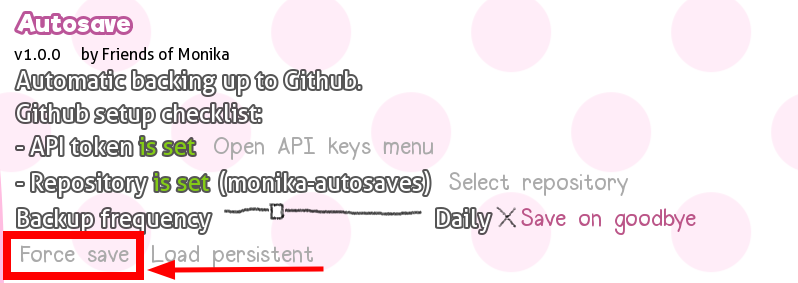 Autosave
v1.0.0 by Friends of Monika
Automatic backing up to Github.
Github setup checklist:
- API token is set Open API keys menu
- Repository is set (monika-autosaves) Select repository
Backup frequency Daily Save on goodbye
Force save Load persistent